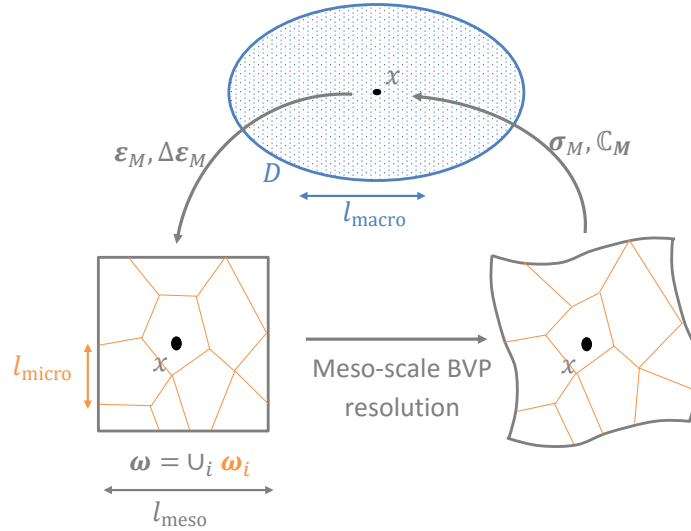 x
𝜺_M, Δ𝜺_M
𝝈_M, ℂ_M
D
l_macro
l_micro
x
Meso-scale BVP
resolution
x
𝝎 = ∪_i 𝝎_i
l_meso